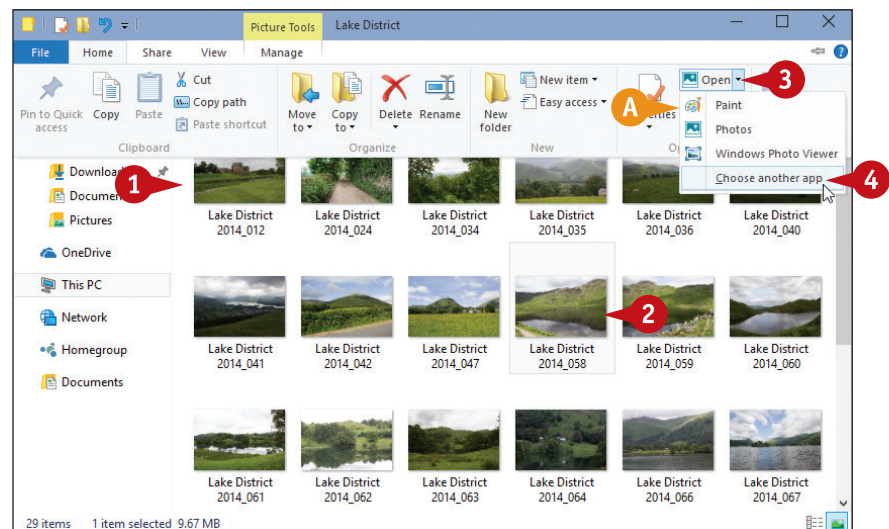 Picture Tools Lake District
File Home Share View Manage
Pin to Quick access
Copy
Paste
Cut
Copy path
Paste shortcut
Clipboard
Move to
Copy to
Delete
Rename
Organize
New folder
New item
Easy access
New
Open
3
A
Paint
Photos
Windows Photo Viewer
Choose another app
4
1
Pictures
OneDrive
This PC
Network
Homegroup
Documents
Lake District 2014_012
Lake District 2014_024
Lake District 2014_034
Lake District 2014_035
Lake District 2014_036
Lake District 2014_040
2
Lake District 2014_041
Lake District 2014_042
Lake District 2014_047
Lake District 2014_058
Lake District 2014_059
Lake District 2014_060
Lake District 2014_061
Lake District 2014_062
Lake District 2014_063
Lake District 2014_064
Lake District 2014_066
Lake District 2014_067
29 items 1 item selected 9.67 MB